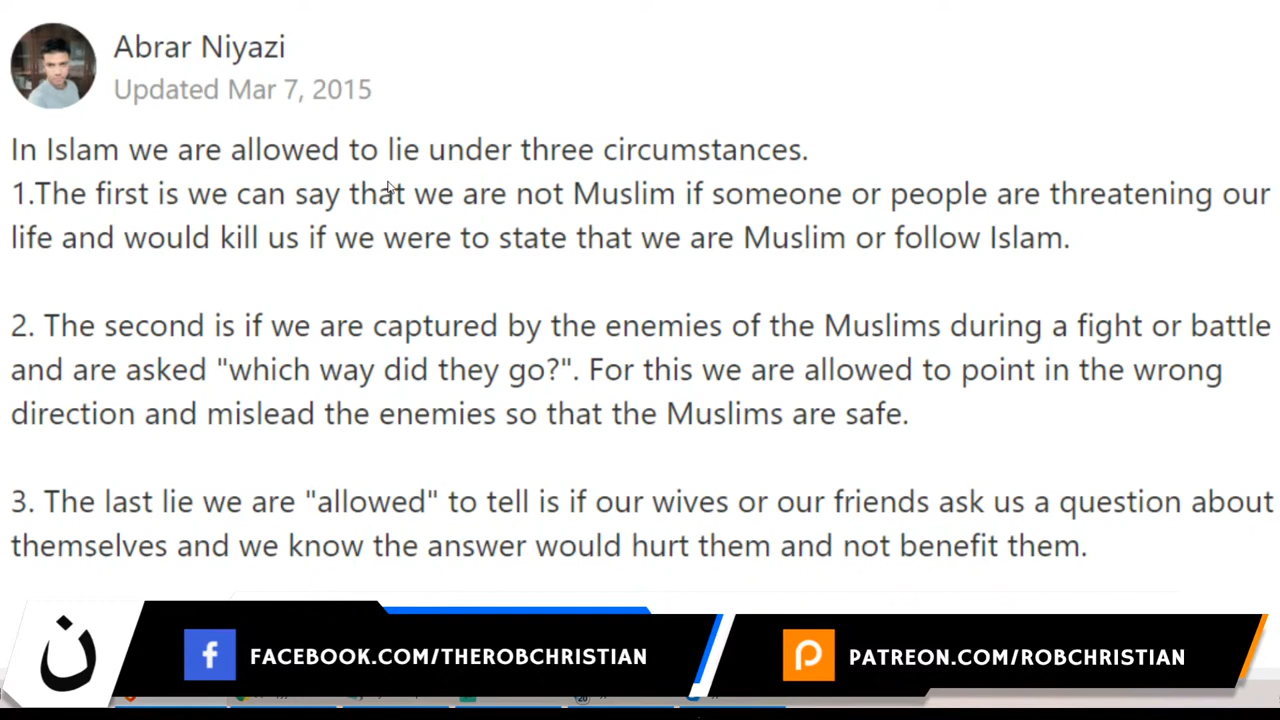 Abrar Niyazi
Updated Mar 7, 2015
In Islam we are allowed to lie under three circumstances.
1.The first is we can say that we are not Muslim if someone or people are threatening our
life and would kill us if we were to state that we are Muslim or follow Islam.
2. The second is if we are captured by the enemies of the Muslims during a fight or battle
and are asked "which way did they go?". For this we are allowed to point in the wrong
direction and mislead the enemies so that the Muslims are safe.
3. The last lie we are "allowed" to tell is if our wives or our friends ask us a question about
themselves and we know the answer would hurt them and not benefit them.
ن
f FACEBOOK.COM/THEROBCHRISTIAN
PATREON.COM/ROBCHRISTIAN